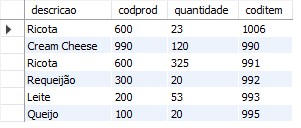 descricao codprod quantidade coditem
Ricota 600 23 1006
Cream Cheese 990 120 990
Ricota 600 325 991
Requeijão 300 20 992
Leite 200 53 993
Queijo 100 20 995